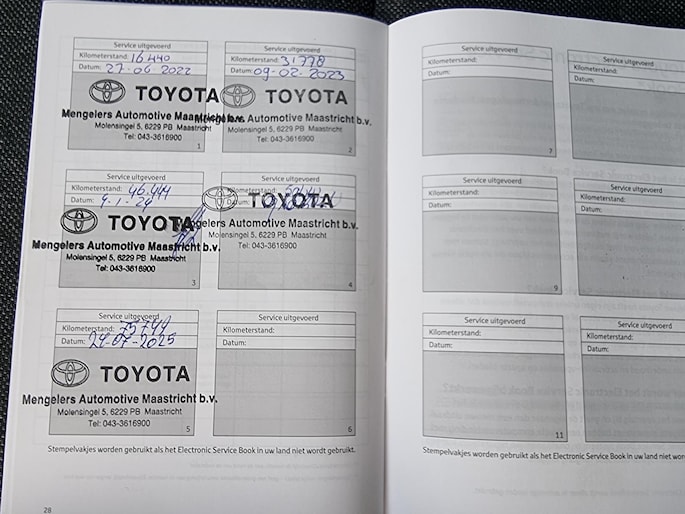 Service uitgevoerd
Kilometerstand: 16440
Datum: 27-06 2022
TOYOTA
Mengelers Automotive Maastricht b.v.
Molensingel 5, 6229 PB Maastricht
Tel: 043-3616900
1
Service uitgevoerd
Kilometerstand: 31778
Datum: 09-02-2023
TOYOTA
Mengelers Automotive Maastricht b.v.
Molensingel 5, 6229 PB Maastricht
Tel: 043-3616900
2
Service uitgevoerd
Kilometerstand:
Datum:
7
Service uitgevoerd
Kilometerstand:
Datum:
Service uitgevoerd
Kilometerstand: 46.444
Datum: 9-1-24
TOYOTA
Mengelers Automotive Maastricht b.v.
Molensingel 5, 6229 PB Maastricht
Tel: 043-3616900
3
Service uitgevoerd
Kilometerstand:
Datum:
TOYOTA
Mengelers Automotive Maastricht b.v.
Molensingel 5, 6229 PB Maastricht
Tel: 043-3616900
4
Service uitgevoerd
Kilometerstand:
Datum:
9
Service uitgevoerd
Kilometerstand:
Datum:
Service uitgevoerd
Kilometerstand: 75744
Datum: 24-07-2025
TOYOTA
Mengelers Automotive Maastricht b.v.
Molensingel 5, 6229 PB Maastricht
Tel: 043-3616900
5
Service uitgevoerd
Kilometerstand:
Datum:
6
Service uitgevoerd
Kilometerstand:
Datum:
11
Service uitgevoerd
Kilometerstand:
Datum:
Stempelvakjes worden gebruikt als het Electronic Service Book in uw land niet wordt gebruikt.
Stempelvakjes worden gebruikt als het Electronic Service Book in uw land niet
28